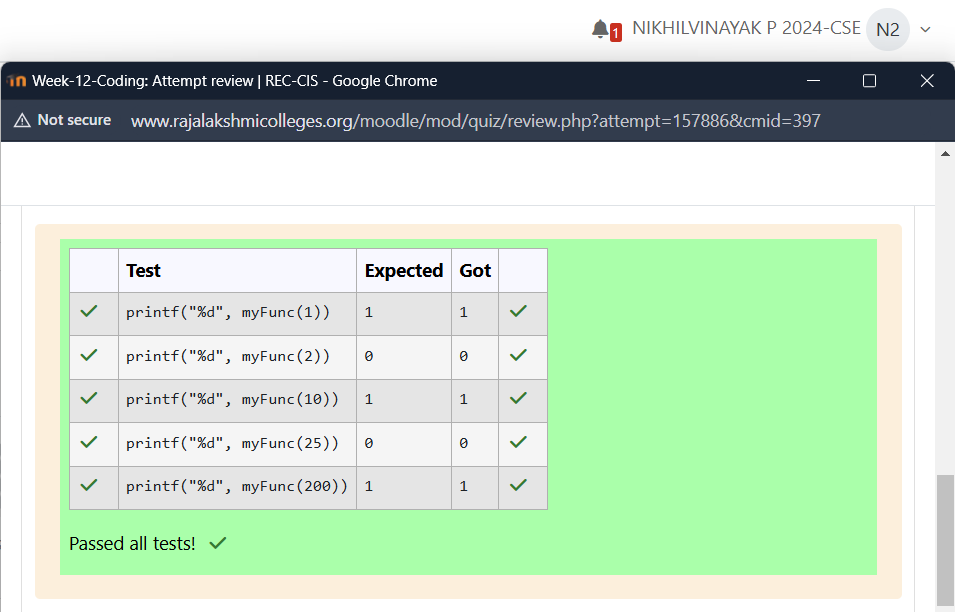 1 NIKHILVINAYAK P 2024-CSE N2
Week-12-Coding: Attempt review | REC-CIS - Google Chrome
Not secure www.rajalakshmicolleges.org/moodle/mod/quiz/review.php?attempt=157886&cmid=397
Test Expected Got
printf("%d", myFunc(1)) 1 1
printf("%d", myFunc(2)) 0 0
printf("%d", myFunc(10)) 1 1
printf("%d", myFunc(25)) 0 0
printf("%d", myFunc(200)) 1 1
Passed all tests!